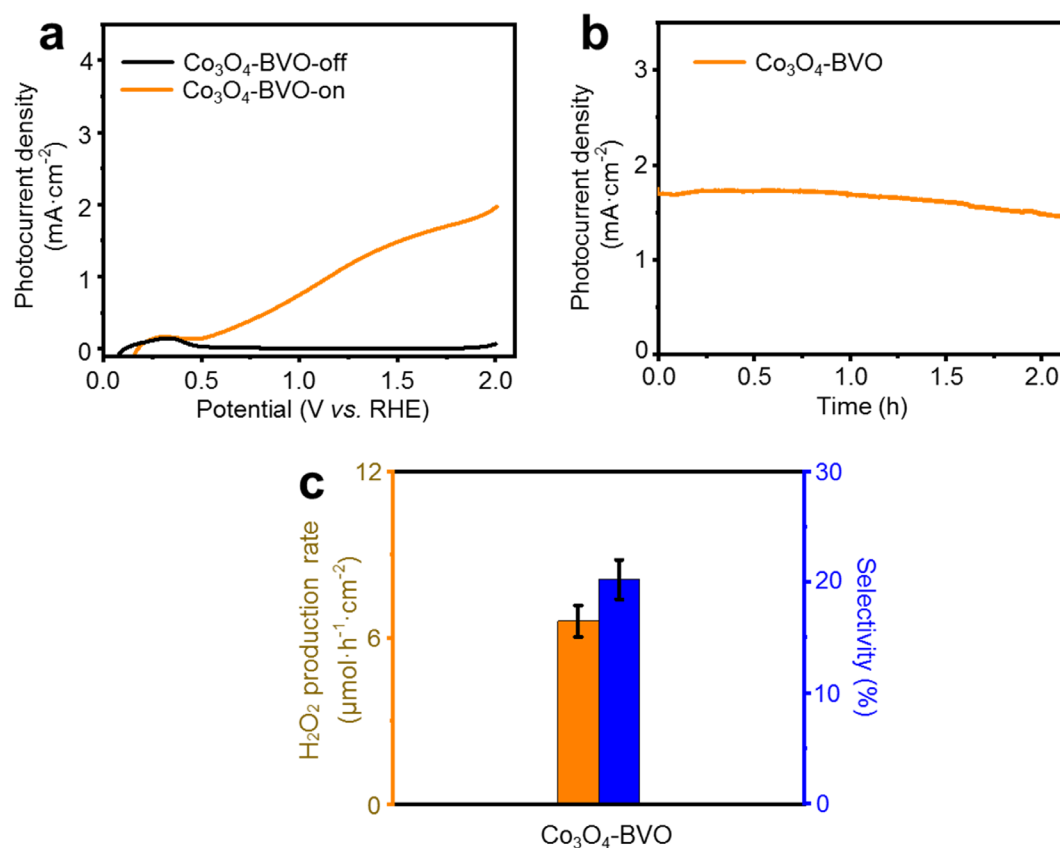 a
4
3
2
1
0
Photocurrent density
(mA·cm⁻²)
Co₃O₄-BVO-off
Co₃O₄-BVO-on
0.0 0.5 1.0 1.5 2.0
Potential (V vs. RHE)
b
3
2
1
0
Photocurrent density
(mA·cm⁻²)
Co₃O₄-BVO
0.0 0.5 1.0 1.5 2.0
Time (h)
c
12
6
0
H₂O₂ production rate
(μmol·h⁻¹·cm⁻²)
30
20
10
0
Selectivity (%)
Co₃O₄-BVO